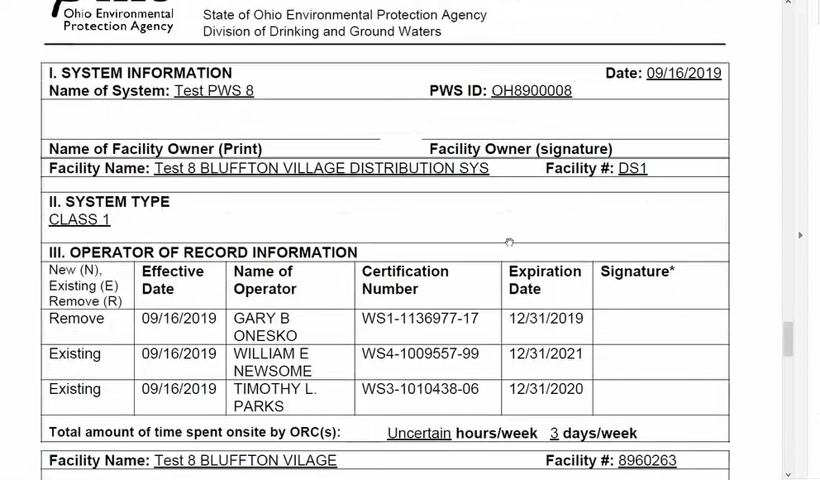 Ohio Environmental
Protection Agency
State of Ohio Environmental Protection Agency
Division of Drinking and Ground Waters
I. SYSTEM INFORMATION Date: 09/16/2019
Name of System: Test PWS 8 PWS ID: OH8900008
Name of Facility Owner (Print) Facility Owner (signature)
Facility Name: Test 8 BLUFFTON VILLAGE DISTRIBUTION SYS Facility #: DS1
II. SYSTEM TYPE
CLASS 1
III. OPERATOR OF RECORD INFORMATION
New (N), Existing (E) Remove (R) Effective Date Name of Operator Certification Number Expiration Date Signature*
Remove 09/16/2019 GARY B ONESKO WS1-1136977-17 12/31/2019
Existing 09/16/2019 WILLIAM E NEWSOME WS4-1009557-99 12/31/2021
Existing 09/16/2019 TIMOTHY L. PARKS WS3-1010438-06 12/31/2020
Total amount of time spent onsite by ORC(s): Uncertain hours/week 3 days/week
Facility Name: Test 8 BLUFFTON VILAGE Facility #: 8960263